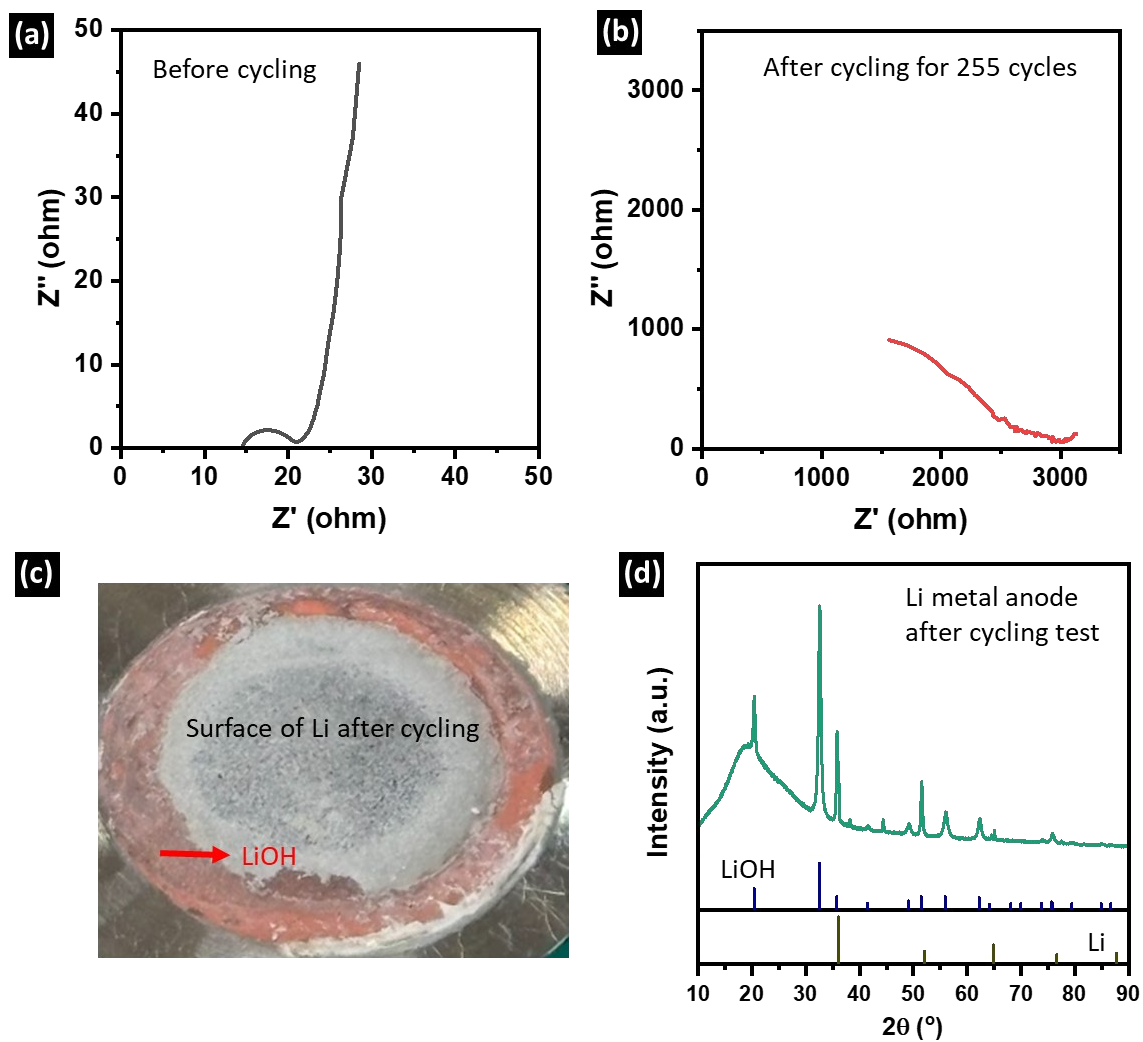 (a)
Before cycling
50
40
30
20
10
0
Z'' (ohm)
0 10 20 30 40 50
Z' (ohm)
(b)
After cycling for 255 cycles
3000
2000
1000
0
Z'' (ohm)
0 1000 2000 3000
Z' (ohm)
(c)
Surface of Li after cycling
LiOH
(d)
Li metal anode
after cycling test
Intensity (a.u.)
LiOH
Li
10 20 30 40 50 60 70 80 90
2θ (°)